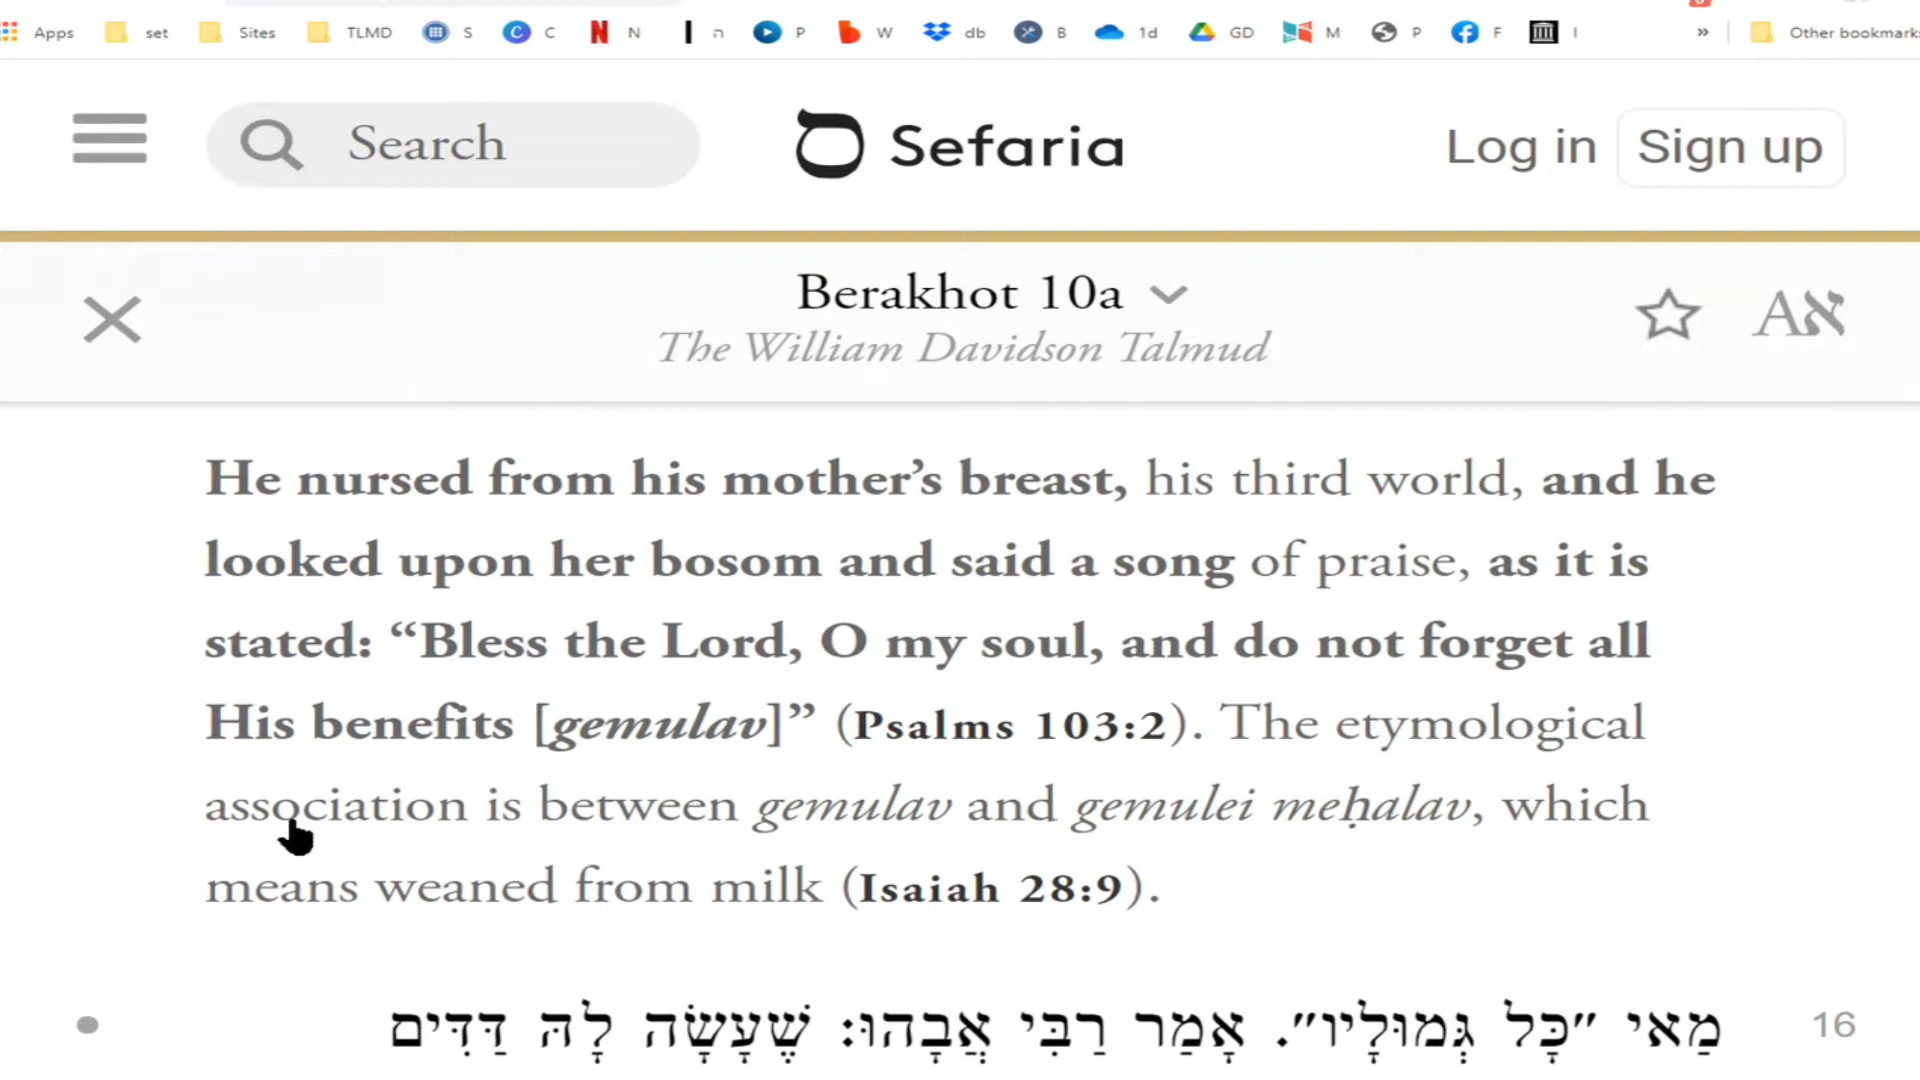 Apps set Sites TLMD S C N ה P W db B 1d GD M P F I » Other bookmarks
Search Sefaria Log in Sign up
Berakhot 10a
The William Davidson Talmud
Aא
He nursed from his mother’s breast, his third world, and he
looked upon her bosom and said a song of praise, as it is
stated: “Bless the Lord, O my soul, and do not forget all
His benefits [gemulav]” (Psalms 103:2). The etymological
association is between gemulav and gemulei meḥalav, which
means weaned from milk (Isaiah 28:9).
מַאי ״כׇּל גְּמוּלָיו״. אָמַר רַבִּי אֲבָהוּ: שֶׁעָשָׂה לָהּ דַּדִּים
16